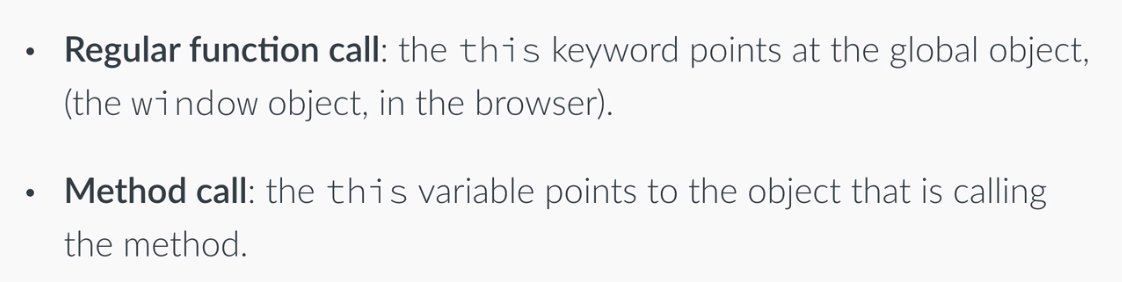 • Regular function call: the this keyword points at the global object,
(the window object, in the browser).
• Method call: the this variable points to the object that is calling
the method.